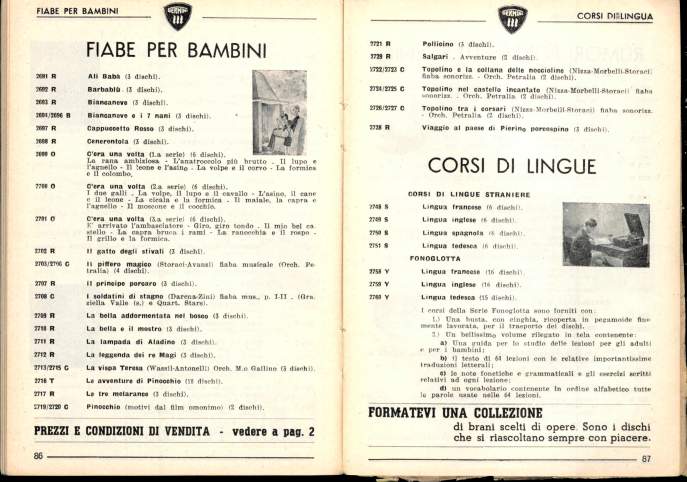 FIABE PER BAMBINI
FIABE PER BAMBINI
2691 R Alì Babà (3 dischi).
2692 R Barbablù. (3 dischi).
2693 R Biancaneve (3 dischi).
2694/2696 B Biancaneve e i 7 nani (3 dischi).
2697 R Cappuccetto Rosso (3 dischi).
2698 R Cenerentola (3 dischi).
2699 O C'era una volta (1.a serie) (6 dischi).
La rana ambiziosa - L'anatroccolo più brutto - Il lupo e
l'agnello - Il leone e l'asino - La volpe e il corvo - La formica
e il colombo,
2700 O C'era una volta (2.a serie) (6 dischi).
I due galli - La volpe, il lupo e il cavallo - L'asino, il cane
e il leone - La cicala e la formica - Il maiale, la capra e
l'agnello - Il moscone e il cocchio.
2701 O C'era una volta (3.a serie) (6 dischi).
E' arrivato l'ambasciatore - Giro, giro tondo - Il mio bel ca-
stello - La capra bruca i rami - La ranocchia e il rospo -
Il grillo e la formica.
2702 R Il gatto degli stivali (3 dischi).
2703/2706 C Il piffero magico (Storaci-Avanzi) fiaba musicale (Orch. Pe-
tralia) (4 dischi).
2707 R Il principe porcaro (3 dischi).
2708 C I soldatini di stagno (Darena-Zini) fiaba mus., p. I-II - (Gra-
ziella Valle (s.) e Quart. Stars).
2709 R La bella addormentata nel bosco (3 dischi).
2710 R La bella e il mostro (3 dischi).
2711 R La lampada di Aladino (3 dischi).
2712 R La leggenda dei re Magi (3 dischi).
2713/2715 C La vispa Teresa (Wassil-Antonelli) Orch. M.o Gallino (3 dischi).
2716 T Le avventure di Pinocchio (18 dischi).
2717 R Le tre melarance (3 dischi).
2719/2720 C Pinocchio (motivi dal film omonimo) (2 dischi).
PREZZI E CONDIZIONI DI VENDITA - vedere a pag. 2
86
CORSI DI LINGUA
2721 R Pollicino (3 dischi).
2729 R Salgari - Avventure (3 dischi).
2722/2723 C Topolino e la collana delle noccioline (Nizza-Morbelli-Storaci)
fiaba sonorizz. - Orch. Petralia (2 dischi).
2724/2725 C Topolino nel castello incantato (Nizza-Morbelli-Storaci) fiaba
sonorizz. - Orch. Petralia (2 dischi).
2726/2727 C Topolino tra i corsari (Nizza-Morbelli-Storaci) fiaba sonorizz.
- Orch. Petralia (2 dischi).
2728 R Viaggio al paese di Pierino porcospino (3 dischi).
CORSI DI LINGUE
CORSI DI LINGUE STRANIERE
2748 S Lingua francese (6 dischi).
2749 S Lingua inglese (6 dischi).
2750 S Lingua spagnola (6 dischi).
2751 S Lingua tedesca (6 dischi).
FONOGLOTTA
2758 Y Lingua francese (16 dischi).
2759 Y Lingua inglese (16 dischi).
2760 Y Lingua tedesca (15 dischi).
I corsi della Serie Fonoglotta sono forniti con:
1.) Una busta, con cinghia, ricoperta in pegamoide fine-
mente lavorata, per il trasporto dei dischi.
2.) Un bellissimo volume rilegato in tela contenente:
a) Una guida per lo studio delle lezioni per gli adulti
e per i bambini;
b) il testo di 64 lezioni con le relative importantissime
traduzioni letterali;
c) le note fonetiche e grammaticali e gli esercizi scritti
relativi ad ogni lezione;
d) un vocabolario contenente in ordine alfabetico tutte
le parole usate nelle 64 lezioni.
FORMATEVI UNA COLLEZIONE
di brani scelti di opere. Sono i dischi
che si riascoltano sempre con piacere.
87